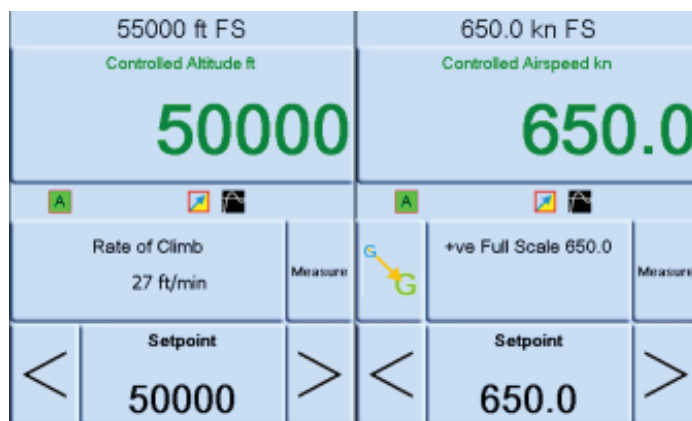 55000 ft FS
650.0 kn FS
Controlled Altitude ft
Controlled Airspeed kn
50000
650.0
A
A
Rate of Climb
27 ft/min
Measure
G
G
+ve Full Scale 650.0
Measure
<
Setpoint
50000
>
<
Setpoint
650.0
>